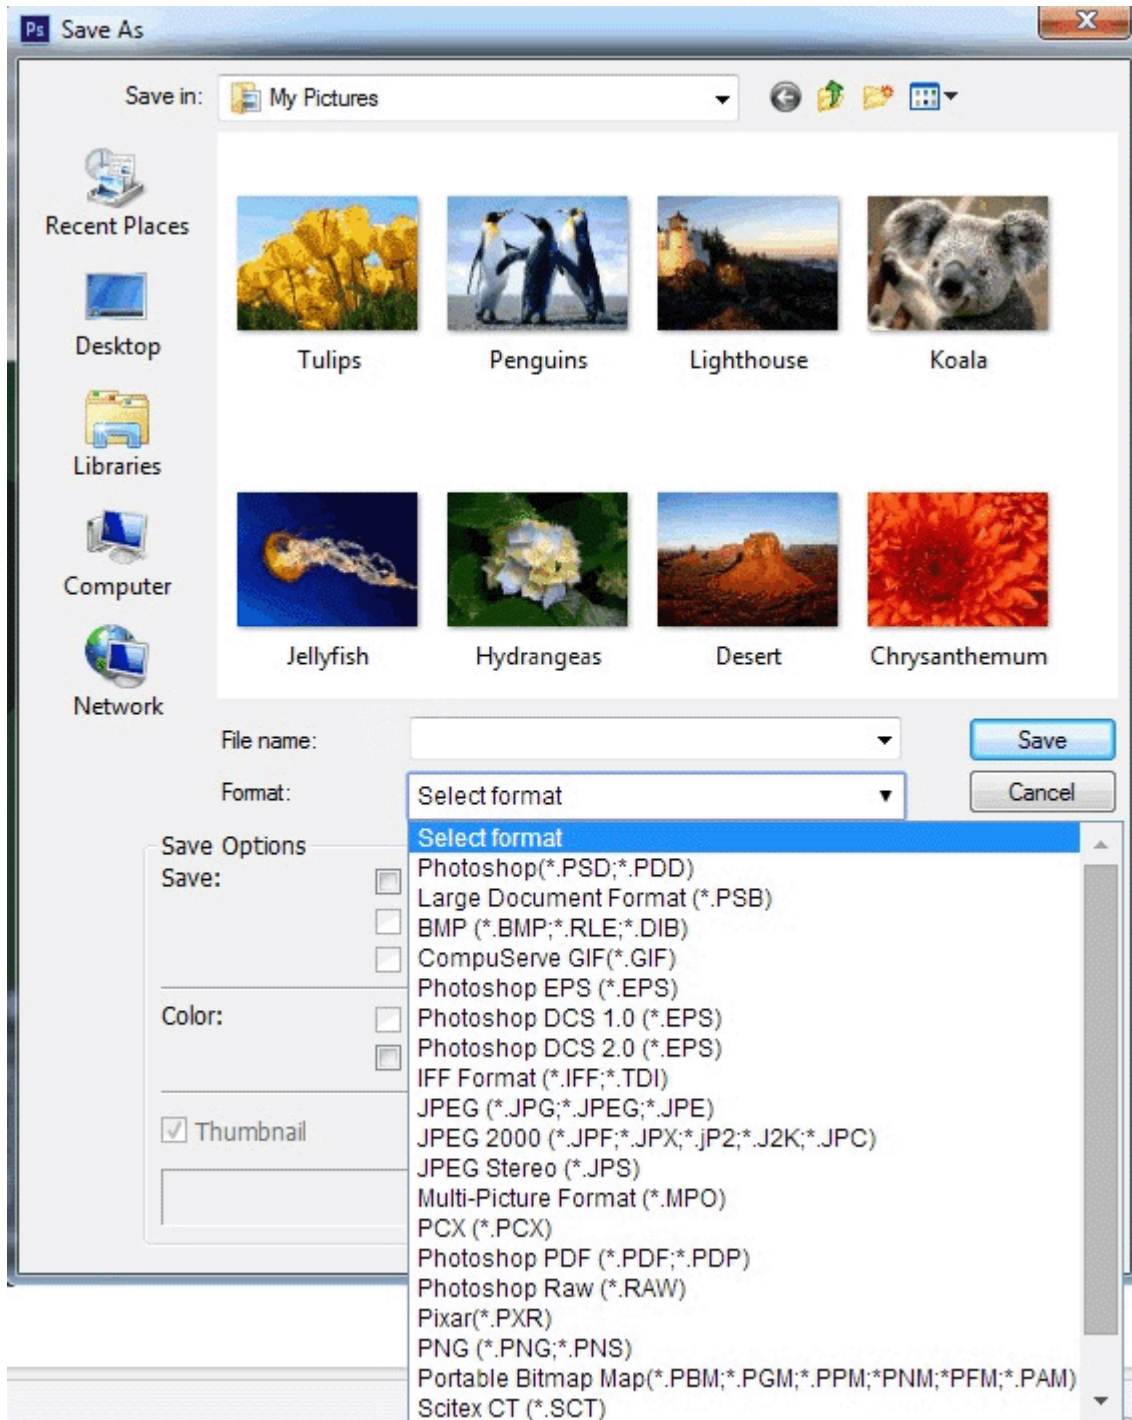 Ps Save As
Save in: My Pictures
Recent Places
Desktop
Libraries
Computer
Network
Tulips Penguins Lighthouse Koala
Jellyfish Hydrangeas Desert Chrysanthemum
File name: Save
Format: Select format Cancel
Save Options
Save:
Color:
Thumbnail
Select format
Photoshop(*.PSD;*.PDD)
Large Document Format (*.PSB)
BMP (*.BMP;*.RLE;*.DIB)
CompuServe GIF(*.GIF)
Photoshop EPS (*.EPS)
Photoshop DCS 1.0 (*.EPS)
Photoshop DCS 2.0 (*.EPS)
IFF Format (*.IFF;*.TDI)
JPEG (*.JPG;*.JPEG;*.JPE)
JPEG 2000 (*.JPF;*.JPX;*.jP2;*.J2K;*.JPC)
JPEG Stereo (*.JPS)
Multi-Picture Format (*.MPO)
PCX (*.PCX)
Photoshop PDF (*.PDF;*.PDP)
Photoshop Raw (*.RAW)
Pixar(*.PXR)
PNG (*.PNG;*.PNS)
Portable Bitmap Map(*.PBM;*.PGM;*.PPM;*PNM;*PFM;*.PAM)
Scitex CT (*.SCT)